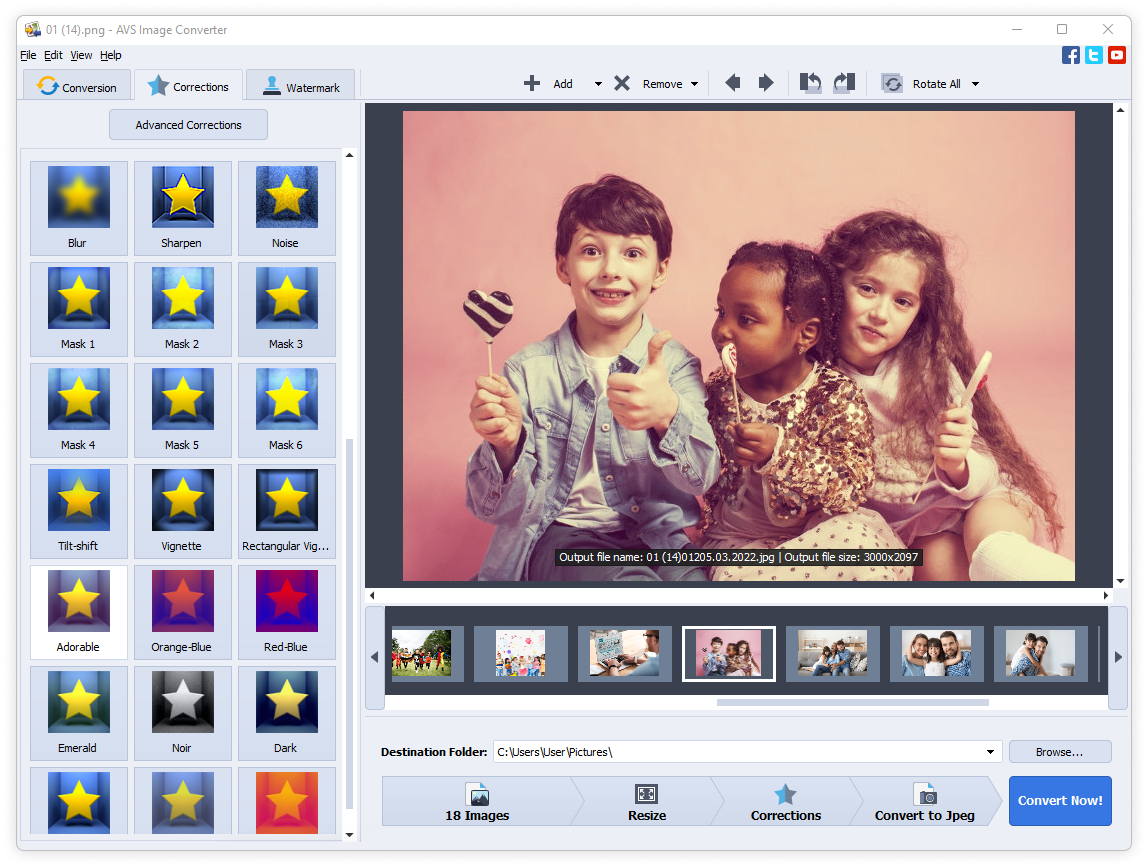 01 (14).png - AVS Image Converter
File Edit View Help
Conversion
Corrections
Watermark
Add
Remove
Rotate All
Advanced Corrections
Blur
Sharpen
Noise
Mask 1
Mask 2
Mask 3
Mask 4
Mask 5
Mask 6
Tilt-shift
Vignette
Rectangular Vig...
Adorable
Orange-Blue
Red-Blue
Emerald
Noir
Dark
Output file name: 01 (14)01205.03.2022.jpg | Output file size: 3000x2097
Destination Folder:
C:\Users\User\Pictures\
Browse...
18 Images
Resize
Corrections
Convert to Jpeg
Convert Now!